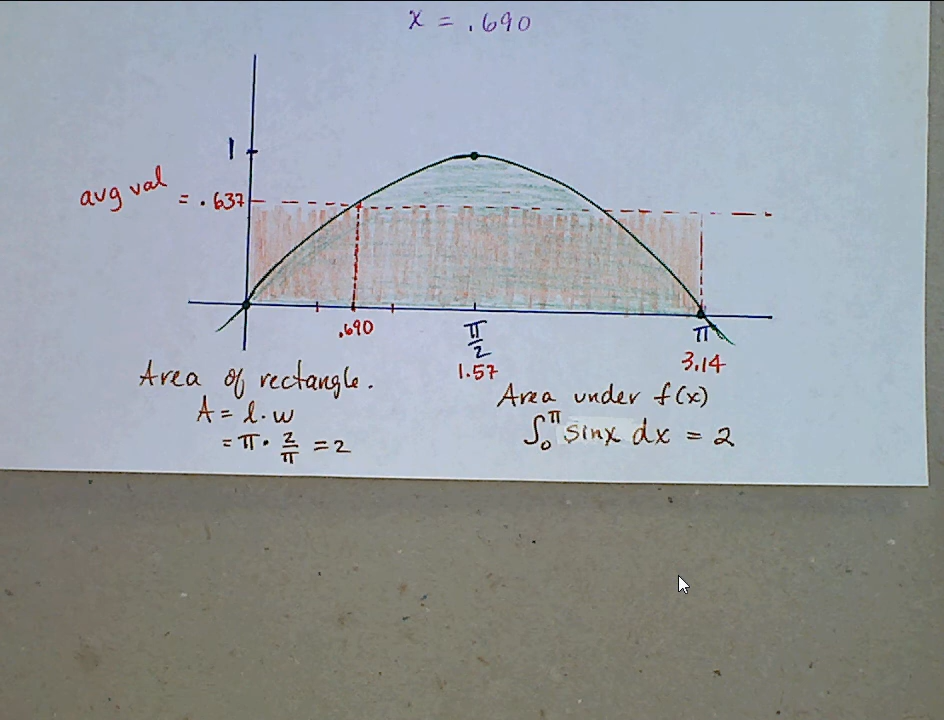 x = .690
1
avg val = .637
.690
π/2
π
1.57
3.14
Area of rectangle.
A = l·w
= π · 2/π = 2
Area under f(x)
∫₀^π sinx dx = 2